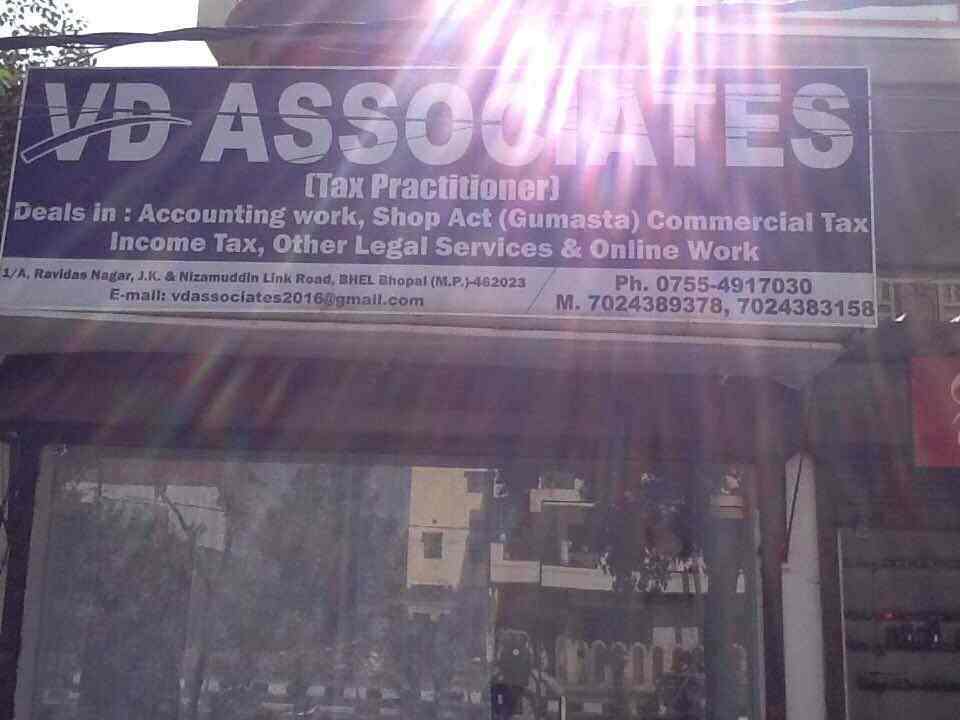 VD ASSOCIATES
(Tax Practitioner)
Deals in : Accounting work, Shop Act (Gumasta) Commercial Tax
Income Tax, Other Legal Services & Online Work
1/A, Ravidas Nagar, J.K. & Nizamuddin Link Road, BHEL Bhopal (M.P.)-462023
E-mail: vdassociates2016@gmail.com
Ph. 0755-4917030
M. 7024389378, 7024383158